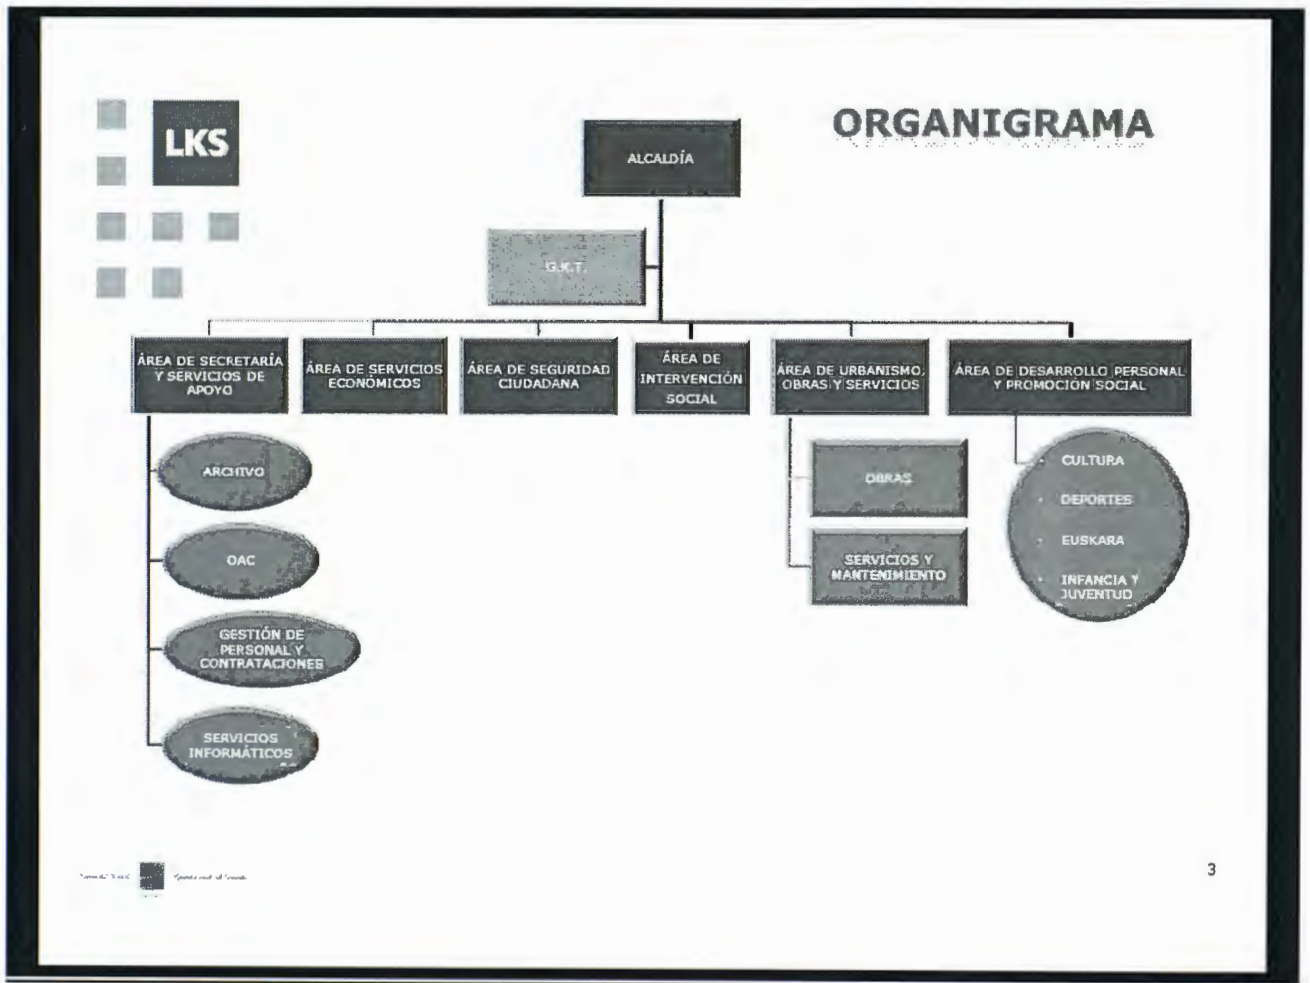 LKS
ORGANIGRAMA
ALCALDÍA
G.K.T.
ÁREA DE SECRETARÍA
Y SERVICIOS DE
APOYO
ÁREA DE SERVICIOS
ECONÓMICOS
ÁREA DE SEGURIDAD
CIUDADANA
ÁREA DE
INTERVENCIÓN
SOCIAL
ÁREA DE URBANISMO,
OBRAS Y SERVICIOS
ÁREA DE DESARROLLO PERSONAL
Y PROMOCIÓN SOCIAL
ARCHIVO
OAC
GESTIÓN DE
PERSONAL Y
CONTRATACIONES
SERVICIOS
INFORMÁTICOS
OBRAS
SERVICIOS Y
MANTENIMIENTO
CULTURA
DEPORTES
EUSKARA
INFANCIA Y
JUVENTUD
3